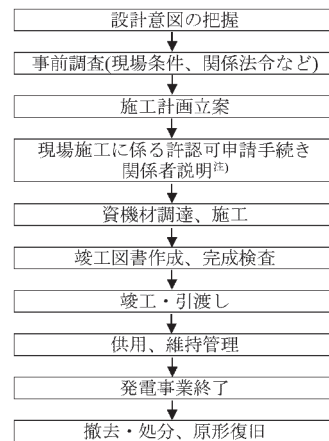 設計意図の把握
事前調査(現場条件、関係法令など)
施工計画立案
現場施工に係る許認可申請手続き
関係者説明注)
資機材調達、施工
竣工図書作成、完成検査
竣工・引渡し
供用、維持管理
発電事業終了
撤去・処分、原形復旧